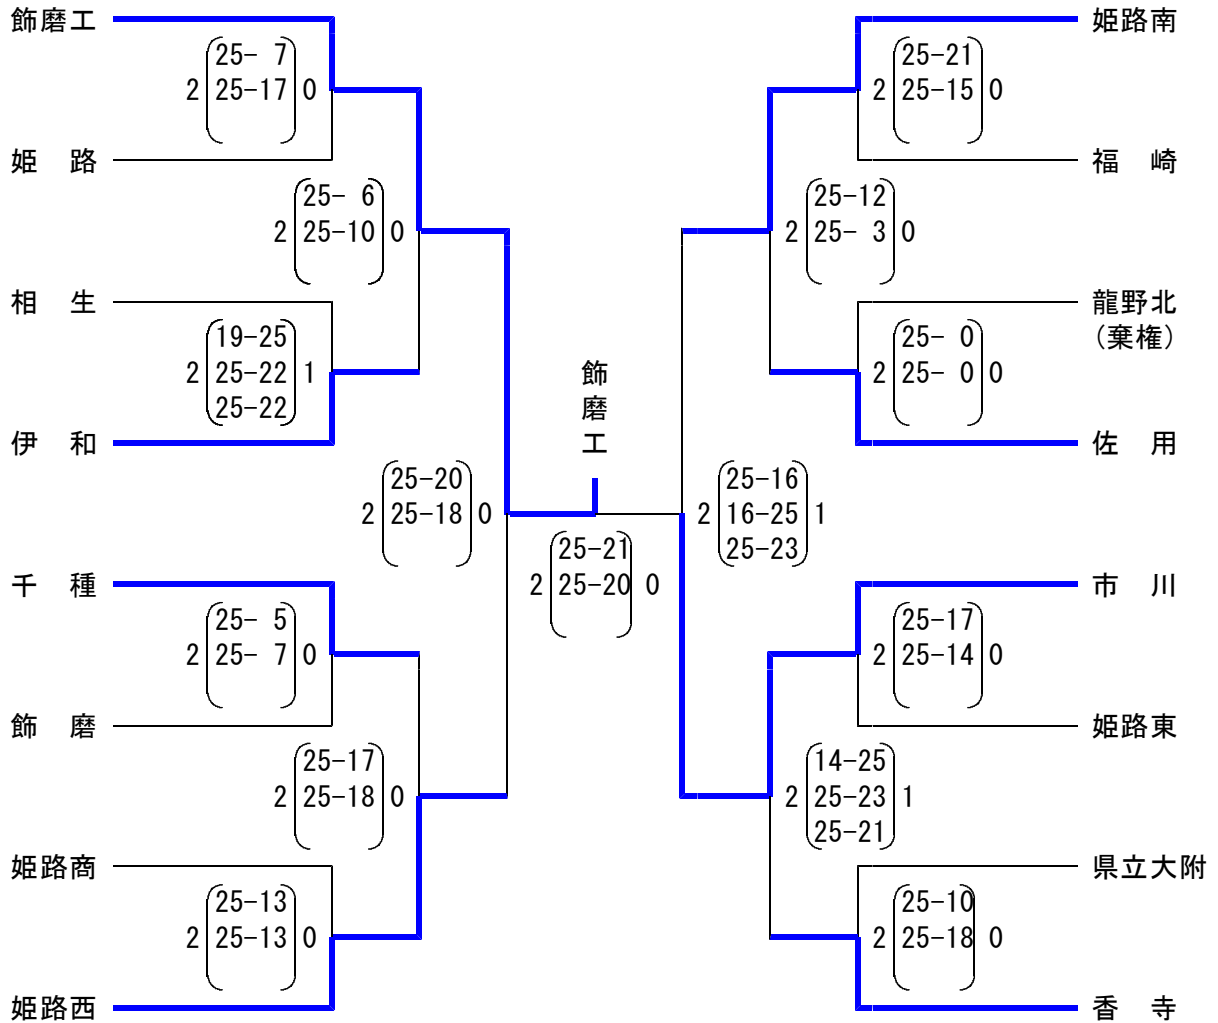 飾磨工
25- 7
2 25-17 0
姫　路
25- 6
2 25-10 0
相　生
19-25
2 25-22 1
25-22
伊　和
25-20
2 25-18 0
千　種
25- 5
2 25- 7 0
飾　磨
25-17
2 25-18 0
姫路商
25-13
2 25-13 0
姫路西
飾磨工
25-21
2 25-20 0
姫路南
25-21
2 25-15 0
福　崎
25-12
2 25- 3 0
龍野北
(棄権)
25- 0
2 25- 0 0
佐　用
25-16
2 16-25 1
25-23
市　川
25-17
2 25-14 0
姫路東
14-25
2 25-23 1
25-21
県立大附
25-10
2 25-18 0
香　寺